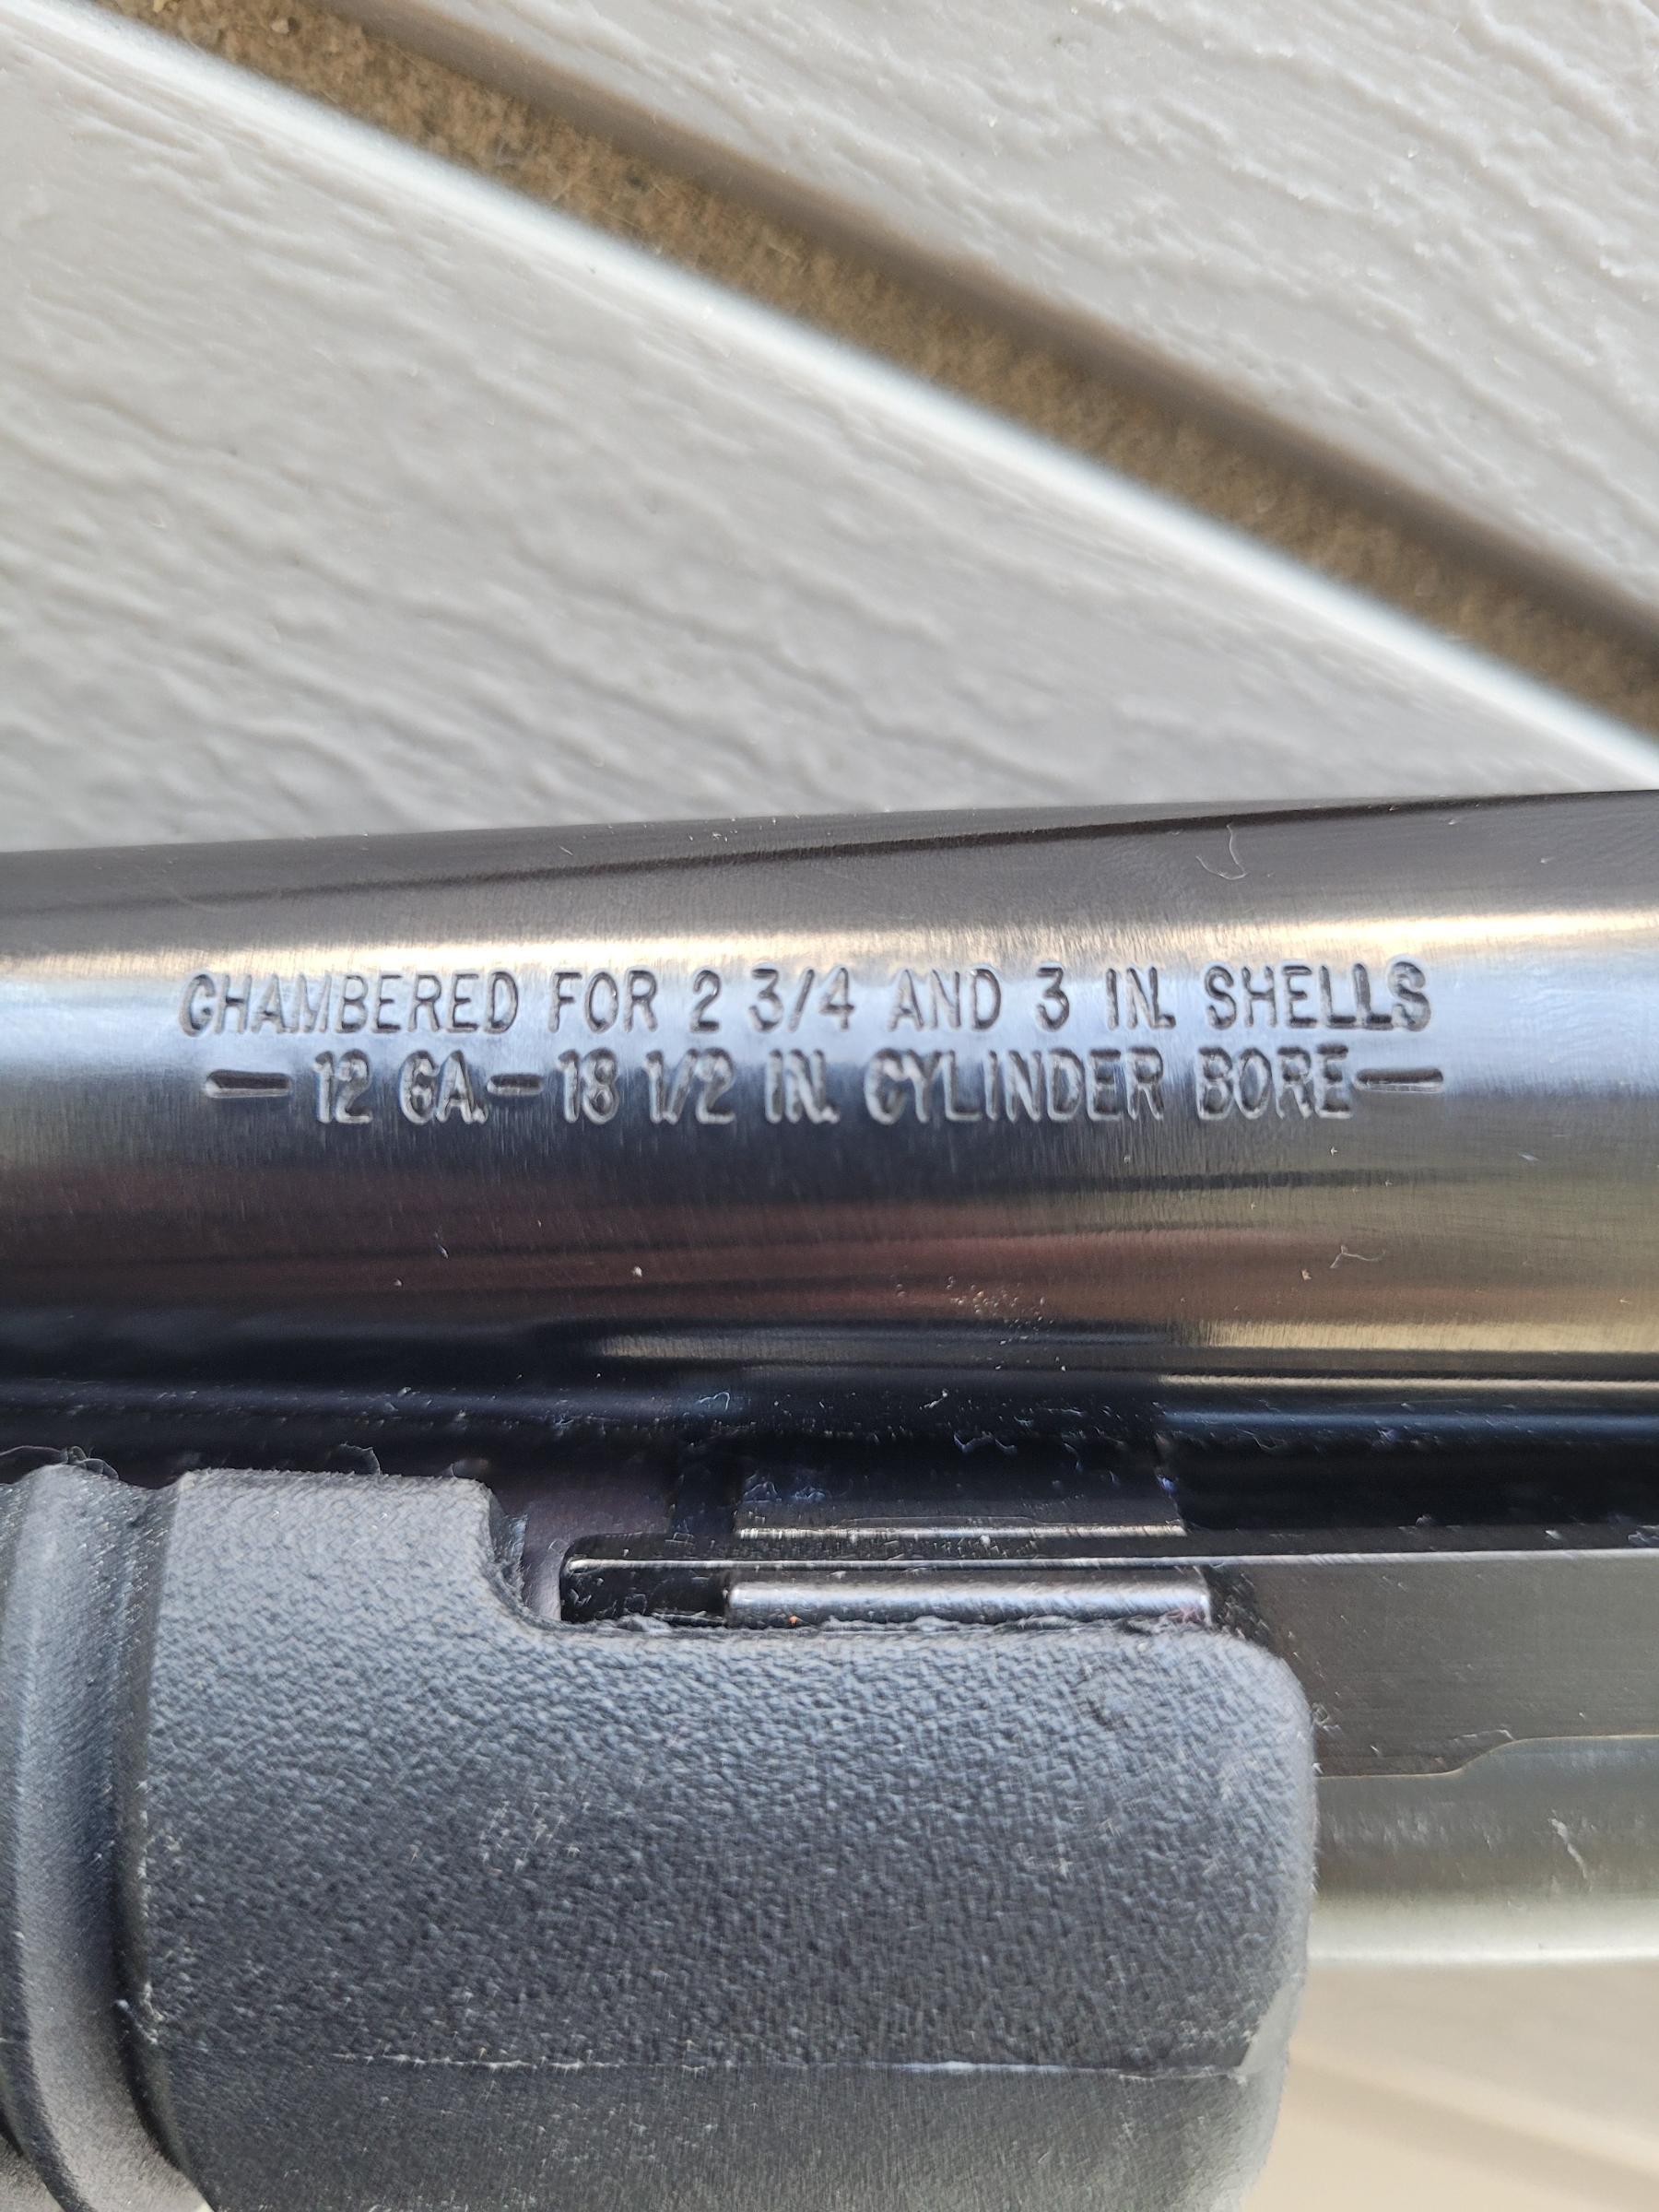 CHAMBERED FOR 2 3/4 AND 3 IN. SHELLS
— 12 GA.— 18 1/2 IN. CYLINDER BORE—